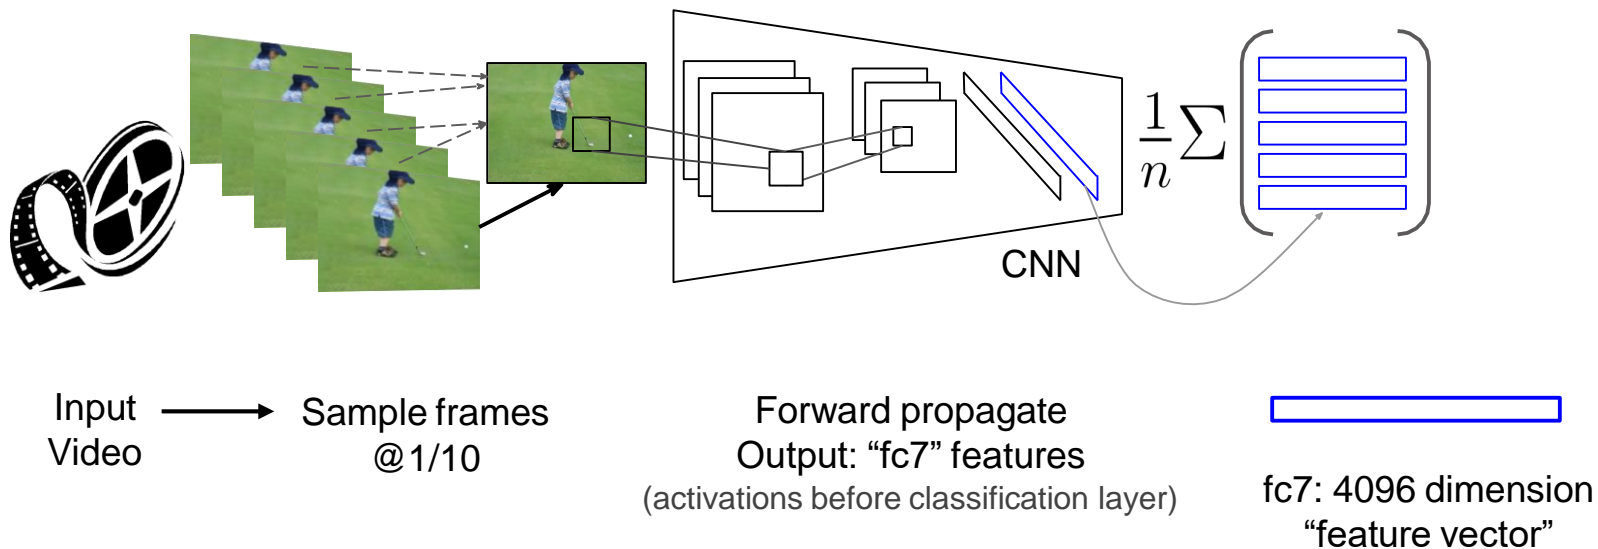 CNN
1/n ∑
Input
Video
Sample frames
@1/10
Forward propagate
Output: “fc7” features
(activations before classification layer)
fc7: 4096 dimension
“feature vector”